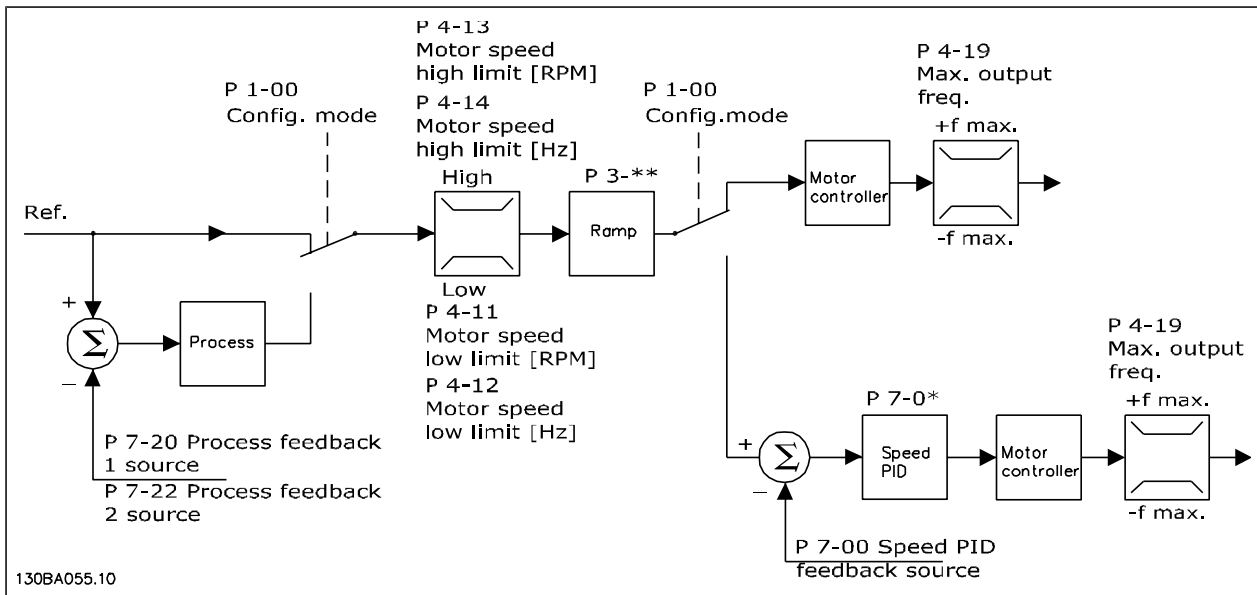 P 4-13
Motor speed
high limit [RPM]
P 4-14
Motor speed
high limit [Hz]
P 1-00
Config. mode
P 1-00
Config.mode
P 4-19
Max. output
freq.
+f max.
High
P 3-**
Motor
controller
Ref.
Ramp
-f max.
Low
P 4-11
Motor speed
low limit [RPM]
P 4-12
Motor speed
low limit [Hz]
+
Σ
Process
−
P 7-20 Process feedback
1 source
P 7-22 Process feedback
2 source
P 4-19
Max. output
freq.
+f max.
P 7-0*
+
Σ
Speed
PID
Motor
controller
−
-f max.
P 7-00 Speed PID
feedback source
130BA055.10